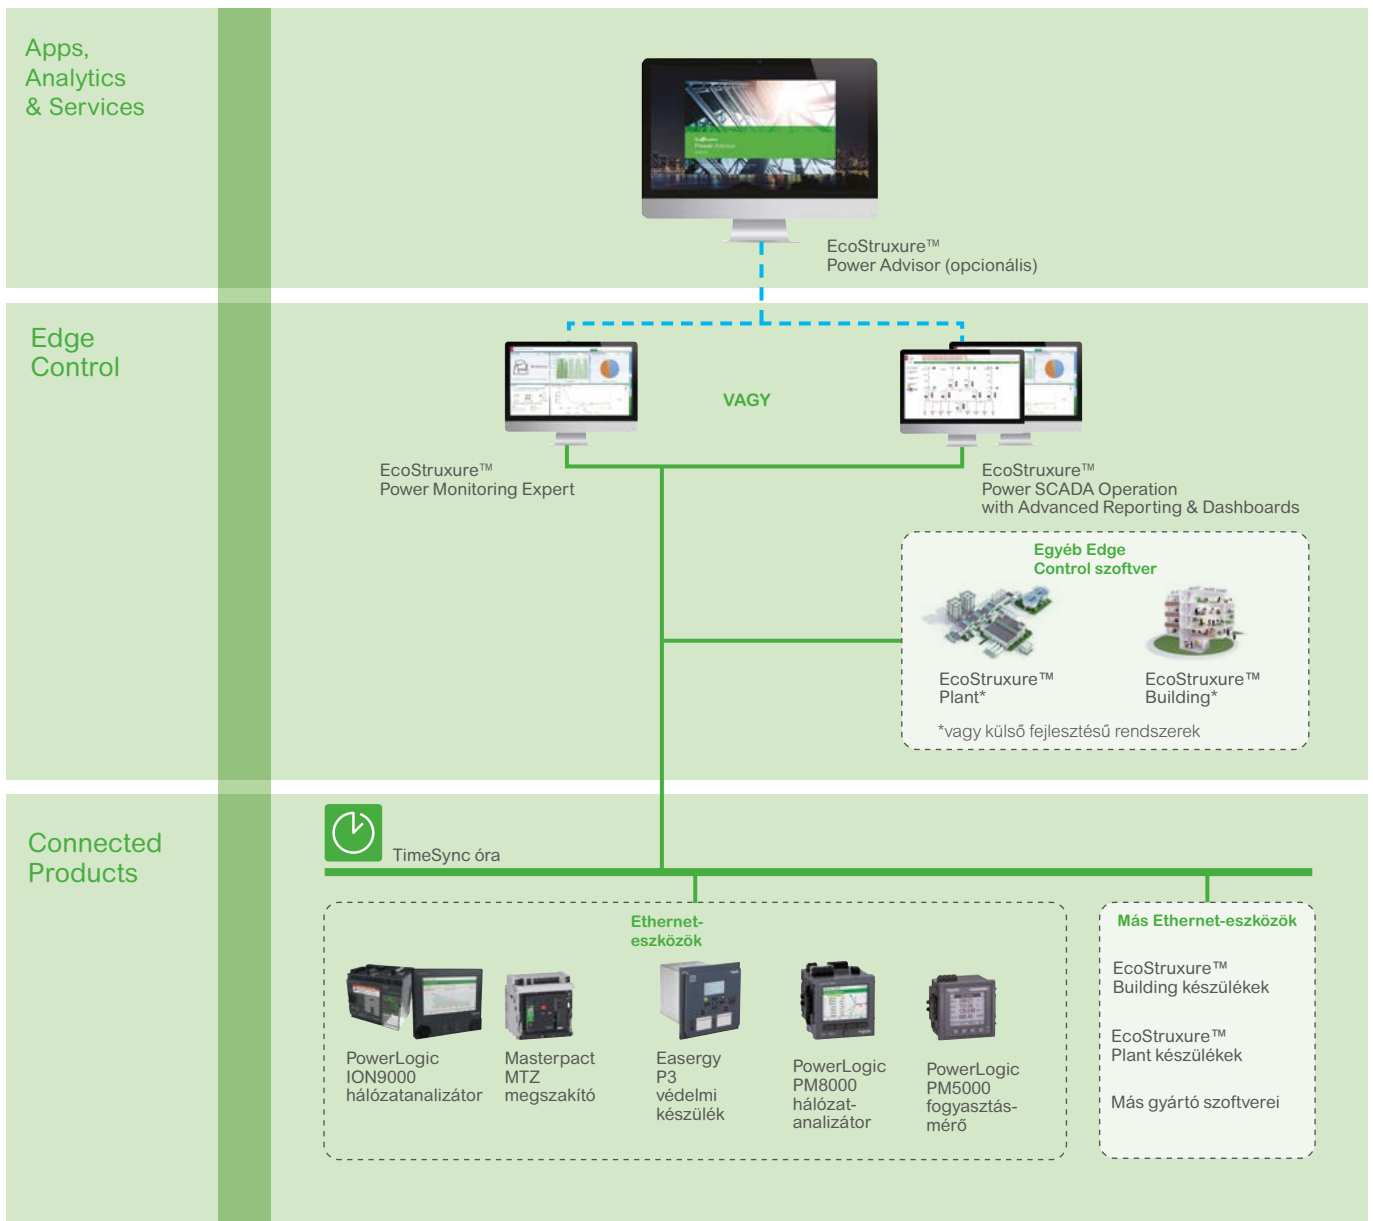 Apps,
Analytics
& Services
Power Advisor
EcoStruxure™
Power Advisor (opcionális)
Edge
Control
VAGY
EcoStruxure™
Power Monitoring Expert
EcoStruxure™
Power SCADA Operation
with Advanced Reporting & Dashboards
Egyéb Edge
Control szoftver
EcoStruxure™
Plant*
EcoStruxure™
Building*
*vagy külső fejlesztésű rendszerek
Connected
Products
TimeSync óra
Ethernet-
eszközök
PowerLogic
ION9000
hálózatanalizátor
Masterpact
MTZ
megszakító
Easergy
P3
védelmi
készülék
PowerLogic
PM8000
hálózat-
analizátor
PowerLogic
PM5000
fogyasztás-
mérő
Más Ethernet-eszközök
EcoStruxure™
Building készülékek
EcoStruxure™
Plant készülékek
Más gyártó szoftverei